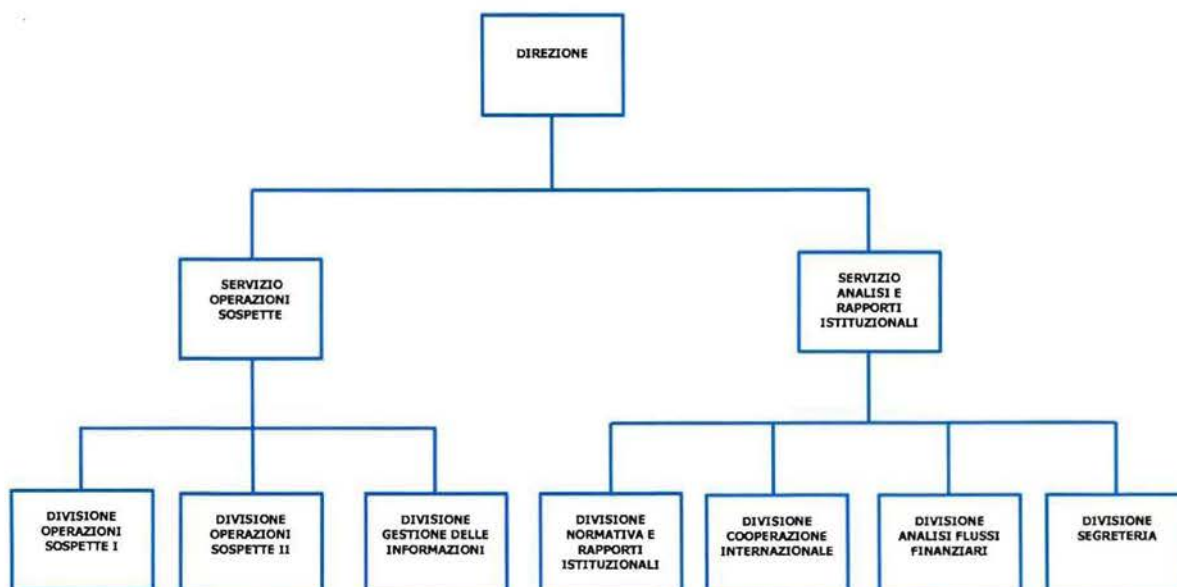 DIREZIONE
SERVIZIO
OPERAZIONI
SOSPETTE
SERVIZIO
ANALISI E
RAPPORTI
ISTITUZIONALI
DIVISIONE
OPERAZIONI
SOSPETTE I
DIVISIONE
OPERAZIONI
SOSPETTE II
DIVISIONE
GESTIONE DELLE
INFORMAZIONI
DIVISIONE
NORMATIVA E
RAPPORTI
ISTITUZIONALI
DIVISIONE
COOPERAZIONE
INTERNAZIONALE
DIVISIONE
ANALISI FLUSSI
FINANZIARI
DIVISIONE
SEGRETERIA